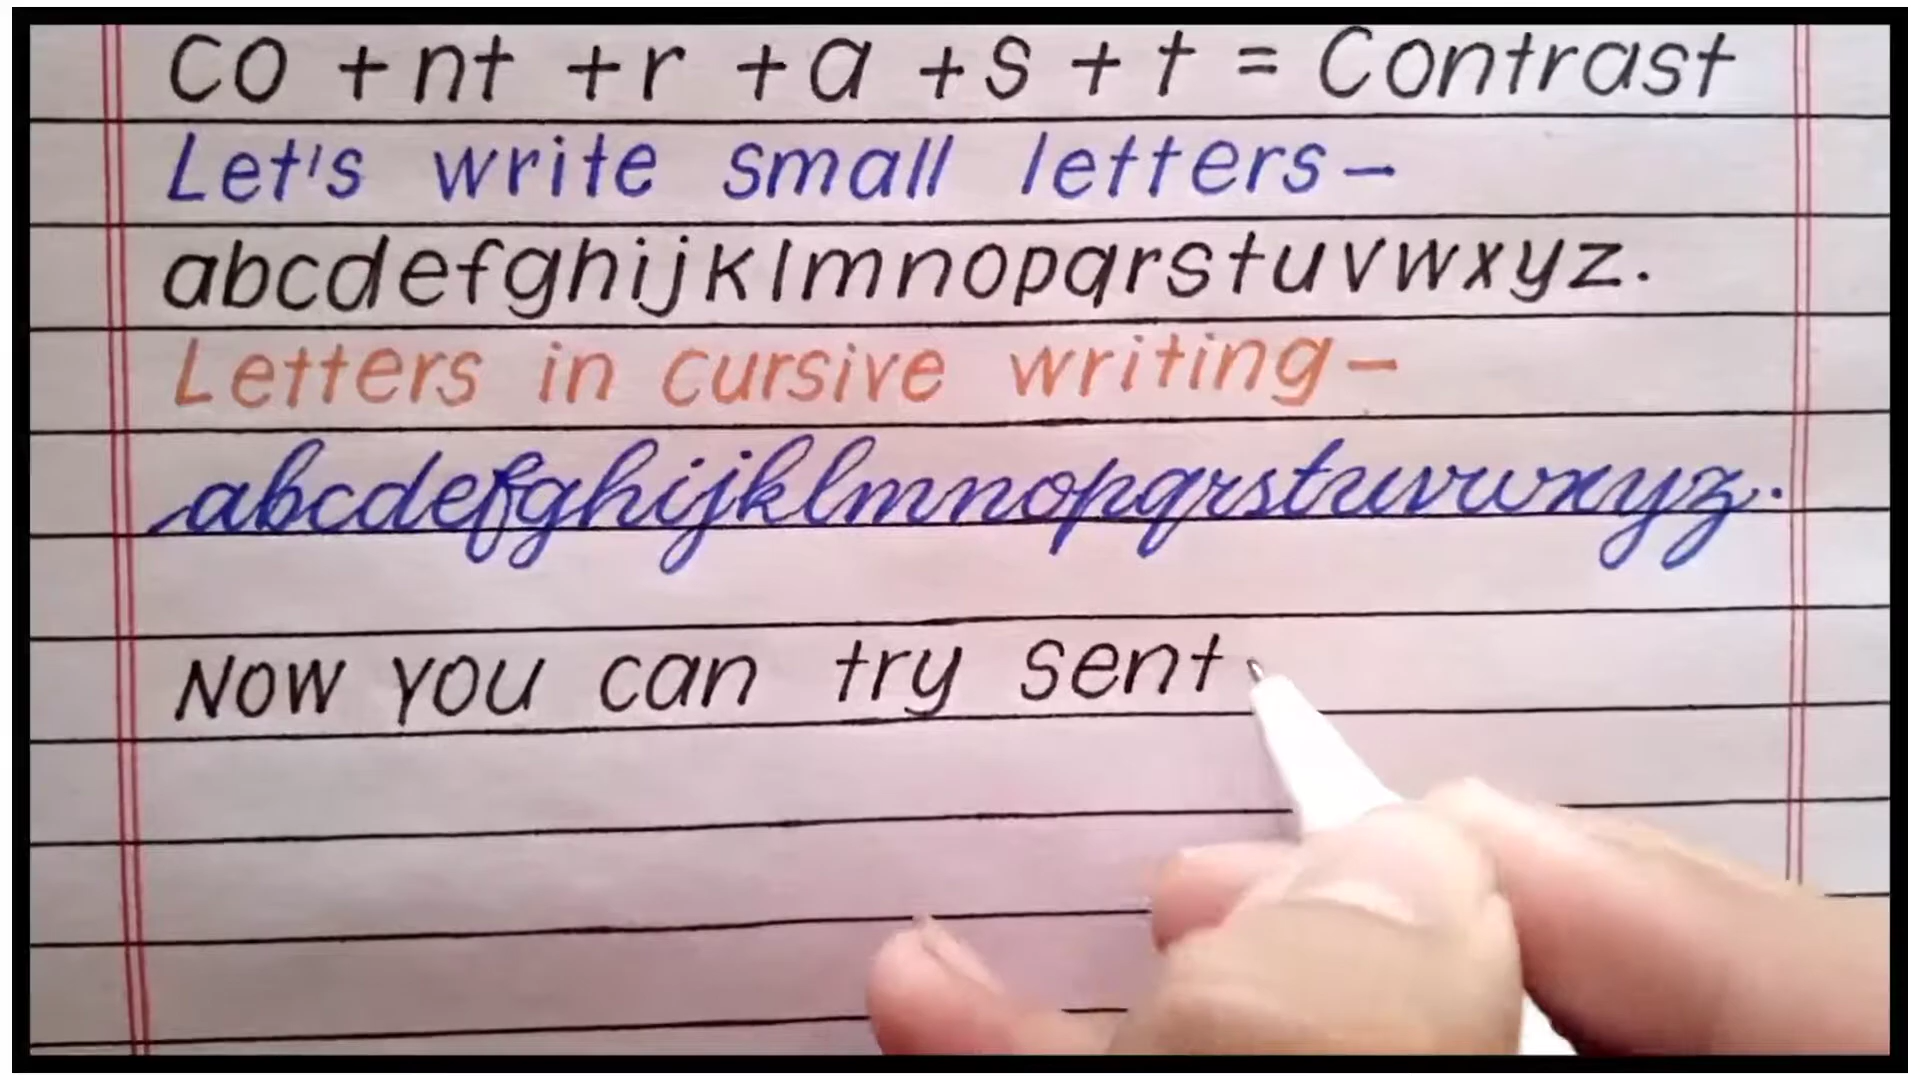 co + nt + r + a + s + t = Contrast
Let's write small letters-
abcdefghijklmnopqrstuvwxyz.
Letters in cursive writing-
abcdefghijklmnopqrstuvwxyz.
Now you can try sent